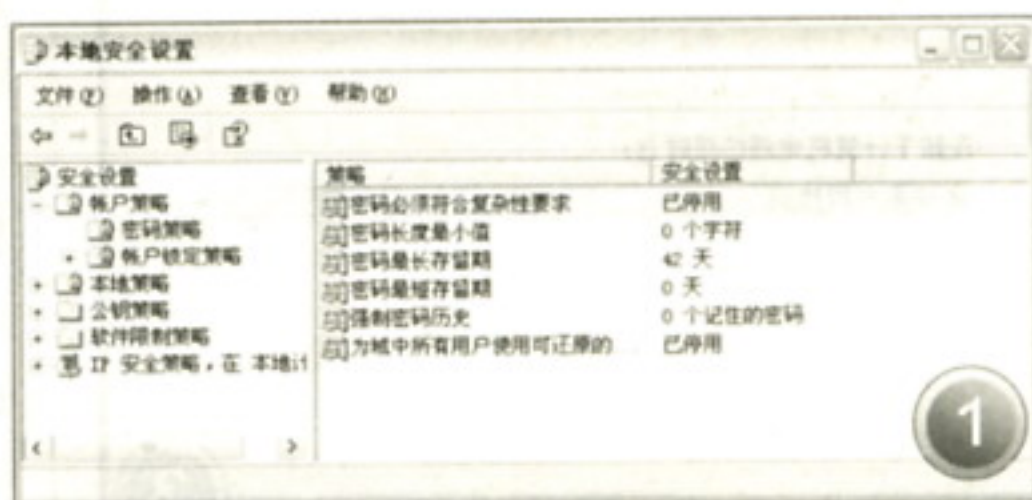 本地安全设置
文件(F) 操作(A) 查看(V) 帮助(H)
安全设置
帐户策略
密码策略
帐户锁定策略
本地策略
公钥策略
软件限制策略
IP 安全策略，在 本地计
策略 安全设置
密码必须符合复杂性要求 已停用
密码长度最小值 0 个字符
密码最长存留期 42 天
密码最短存留期 0 天
强制密码历史 0 个记住的密码
为域中所有用户使用可还原的 已停用
1